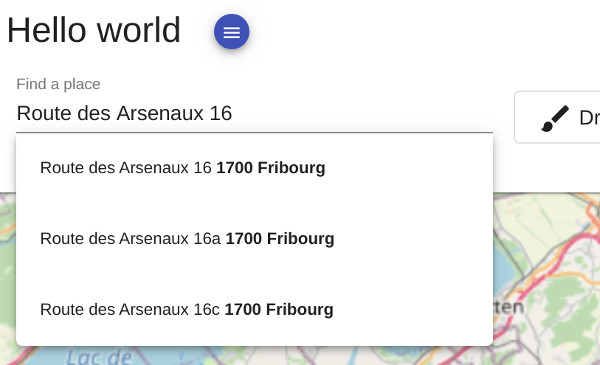 Hello world
Find a place
Route des Arsenaux 16
Dr
Route des Arsenaux 16 1700 Fribourg
Route des Arsenaux 16a 1700 Fribourg
Route des Arsenaux 16c 1700 Fribourg
ten
Lac de